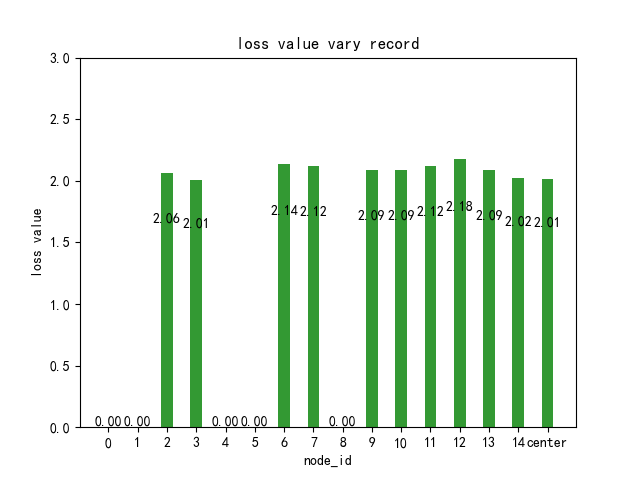 loss value vary record
3.0
2.5
2.0
1.5
1.0
0.5
0.0
loss value
0.00 0.00 2.06 2.01 0.00 0.00 2.14 2.12 0.00 2.09 2.09 2.12 2.18 2.09 2.02 2.01
0 1 2 3 4 5 6 7 8 9 10 11 12 13 14 center
node_id